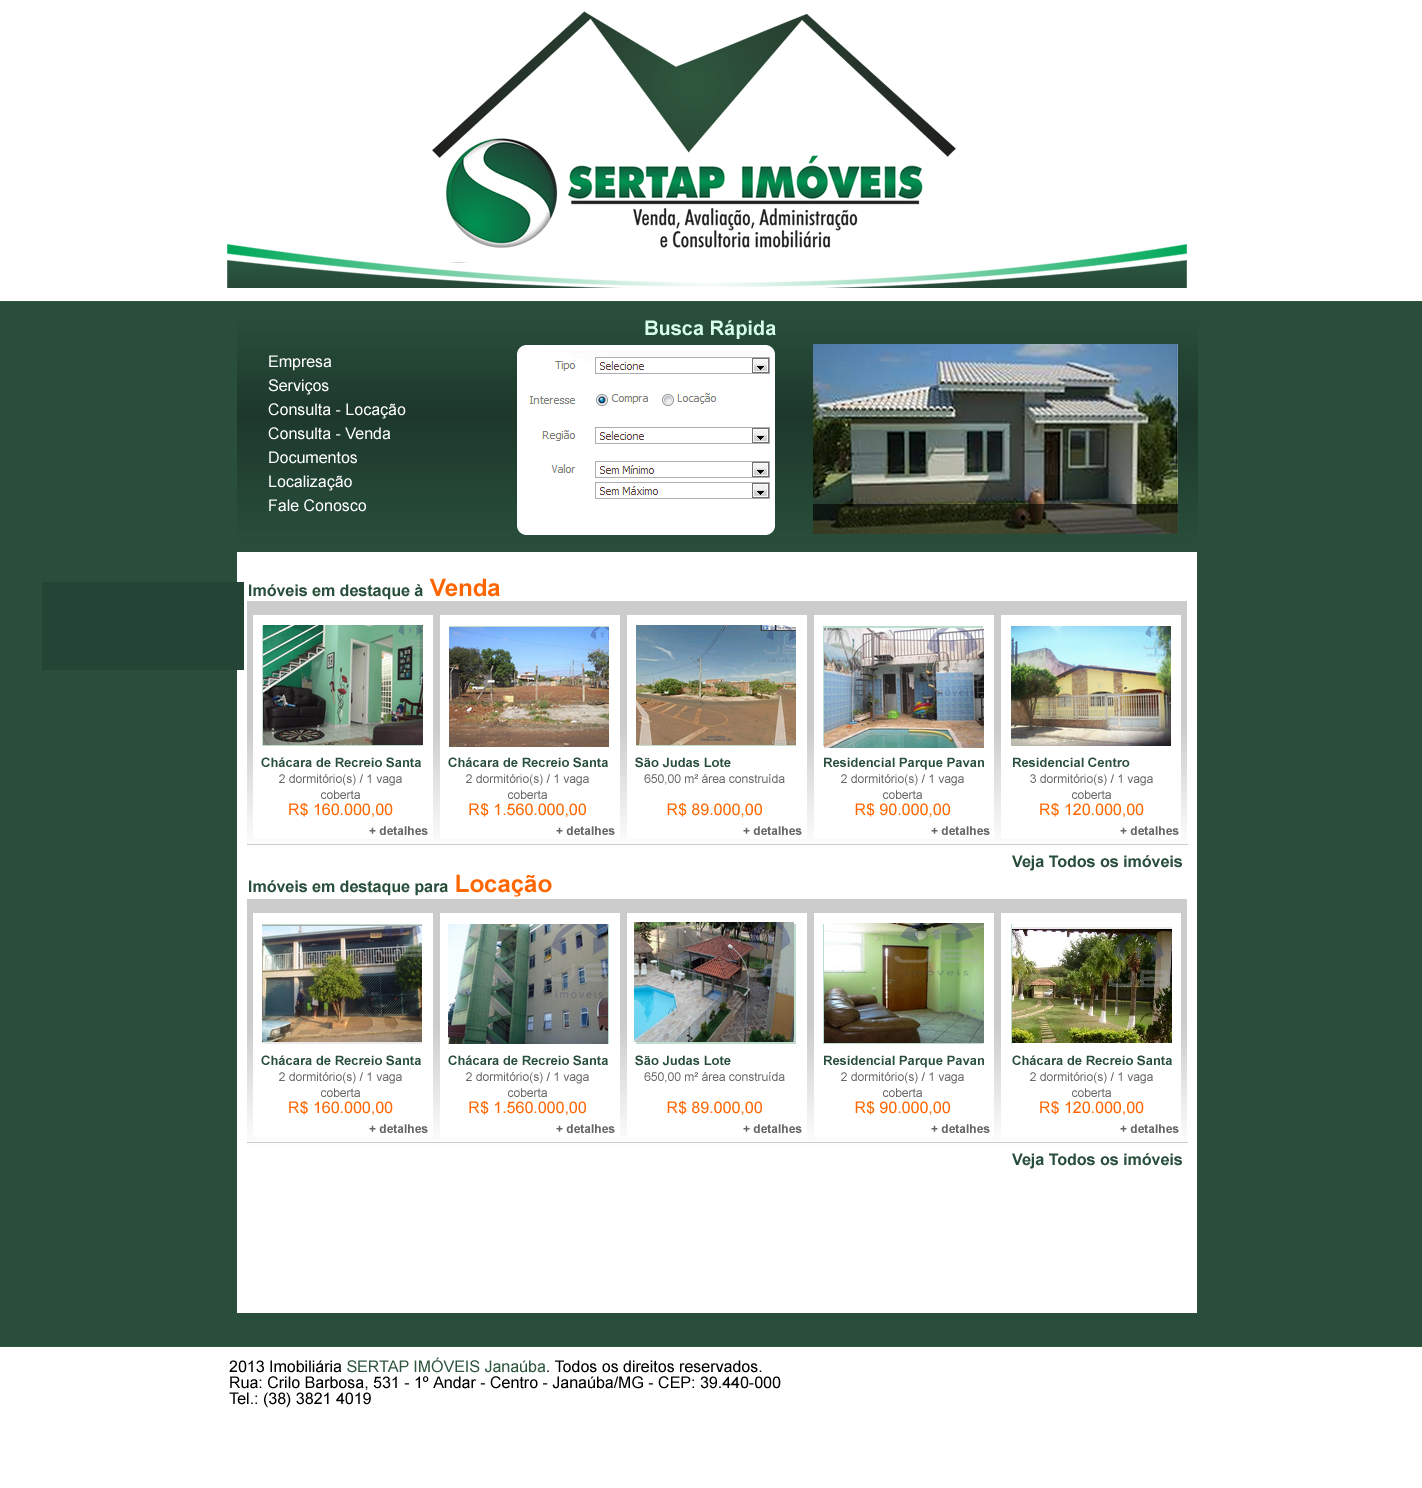 SERTAP IMÓVEIS
Venda, Avaliação, Administração
e Consultoria imobiliária
Empresa
Serviços
Consulta - Locação
Consulta - Venda
Documentos
Localização
Fale Conosco
Busca Rápida
Tipo Selecione
Interesse Compra Locação
Região Selecione
Valor Sem Mínimo
Sem Máximo
Imóveis em destaque à Venda
Chácara de Recreio Santa
2 dormitório(s) / 1 vaga
coberta
R$ 160.000,00
+ detalhes
Chácara de Recreio Santa
2 dormitório(s) / 1 vaga
coberta
R$ 1.560.000,00
+ detalhes
São Judas Lote
650,00 m² área construída
R$ 89.000,00
+ detalhes
Residencial Parque Pavan
2 dormitório(s) / 1 vaga
coberta
R$ 90.000,00
+ detalhes
Residencial Centro
3 dormitório(s) / 1 vaga
coberta
R$ 120.000,00
+ detalhes
Veja Todos os imóveis
Imóveis em destaque para Locação
imóveis
imóveis
Chácara de Recreio Santa
2 dormitório(s) / 1 vaga
coberta
R$ 160.000,00
+ detalhes
Chácara de Recreio Santa
2 dormitório(s) / 1 vaga
coberta
R$ 1.560.000,00
+ detalhes
São Judas Lote
650,00 m² área construída
R$ 89.000,00
+ detalhes
Residencial Parque Pavan
2 dormitório(s) / 1 vaga
coberta
R$ 90.000,00
+ detalhes
Chácara de Recreio Santa
2 dormitório(s) / 1 vaga
coberta
R$ 120.000,00
+ detalhes
Veja Todos os imóveis
2013 Imobiliária SERTAP IMÓVEIS Janaúba. Todos os direitos reservados.
Rua: Crilo Barbosa, 531 - 1º Andar - Centro - Janaúba/MG - CEP: 39.440-000
Tel.: (38) 3821 4019